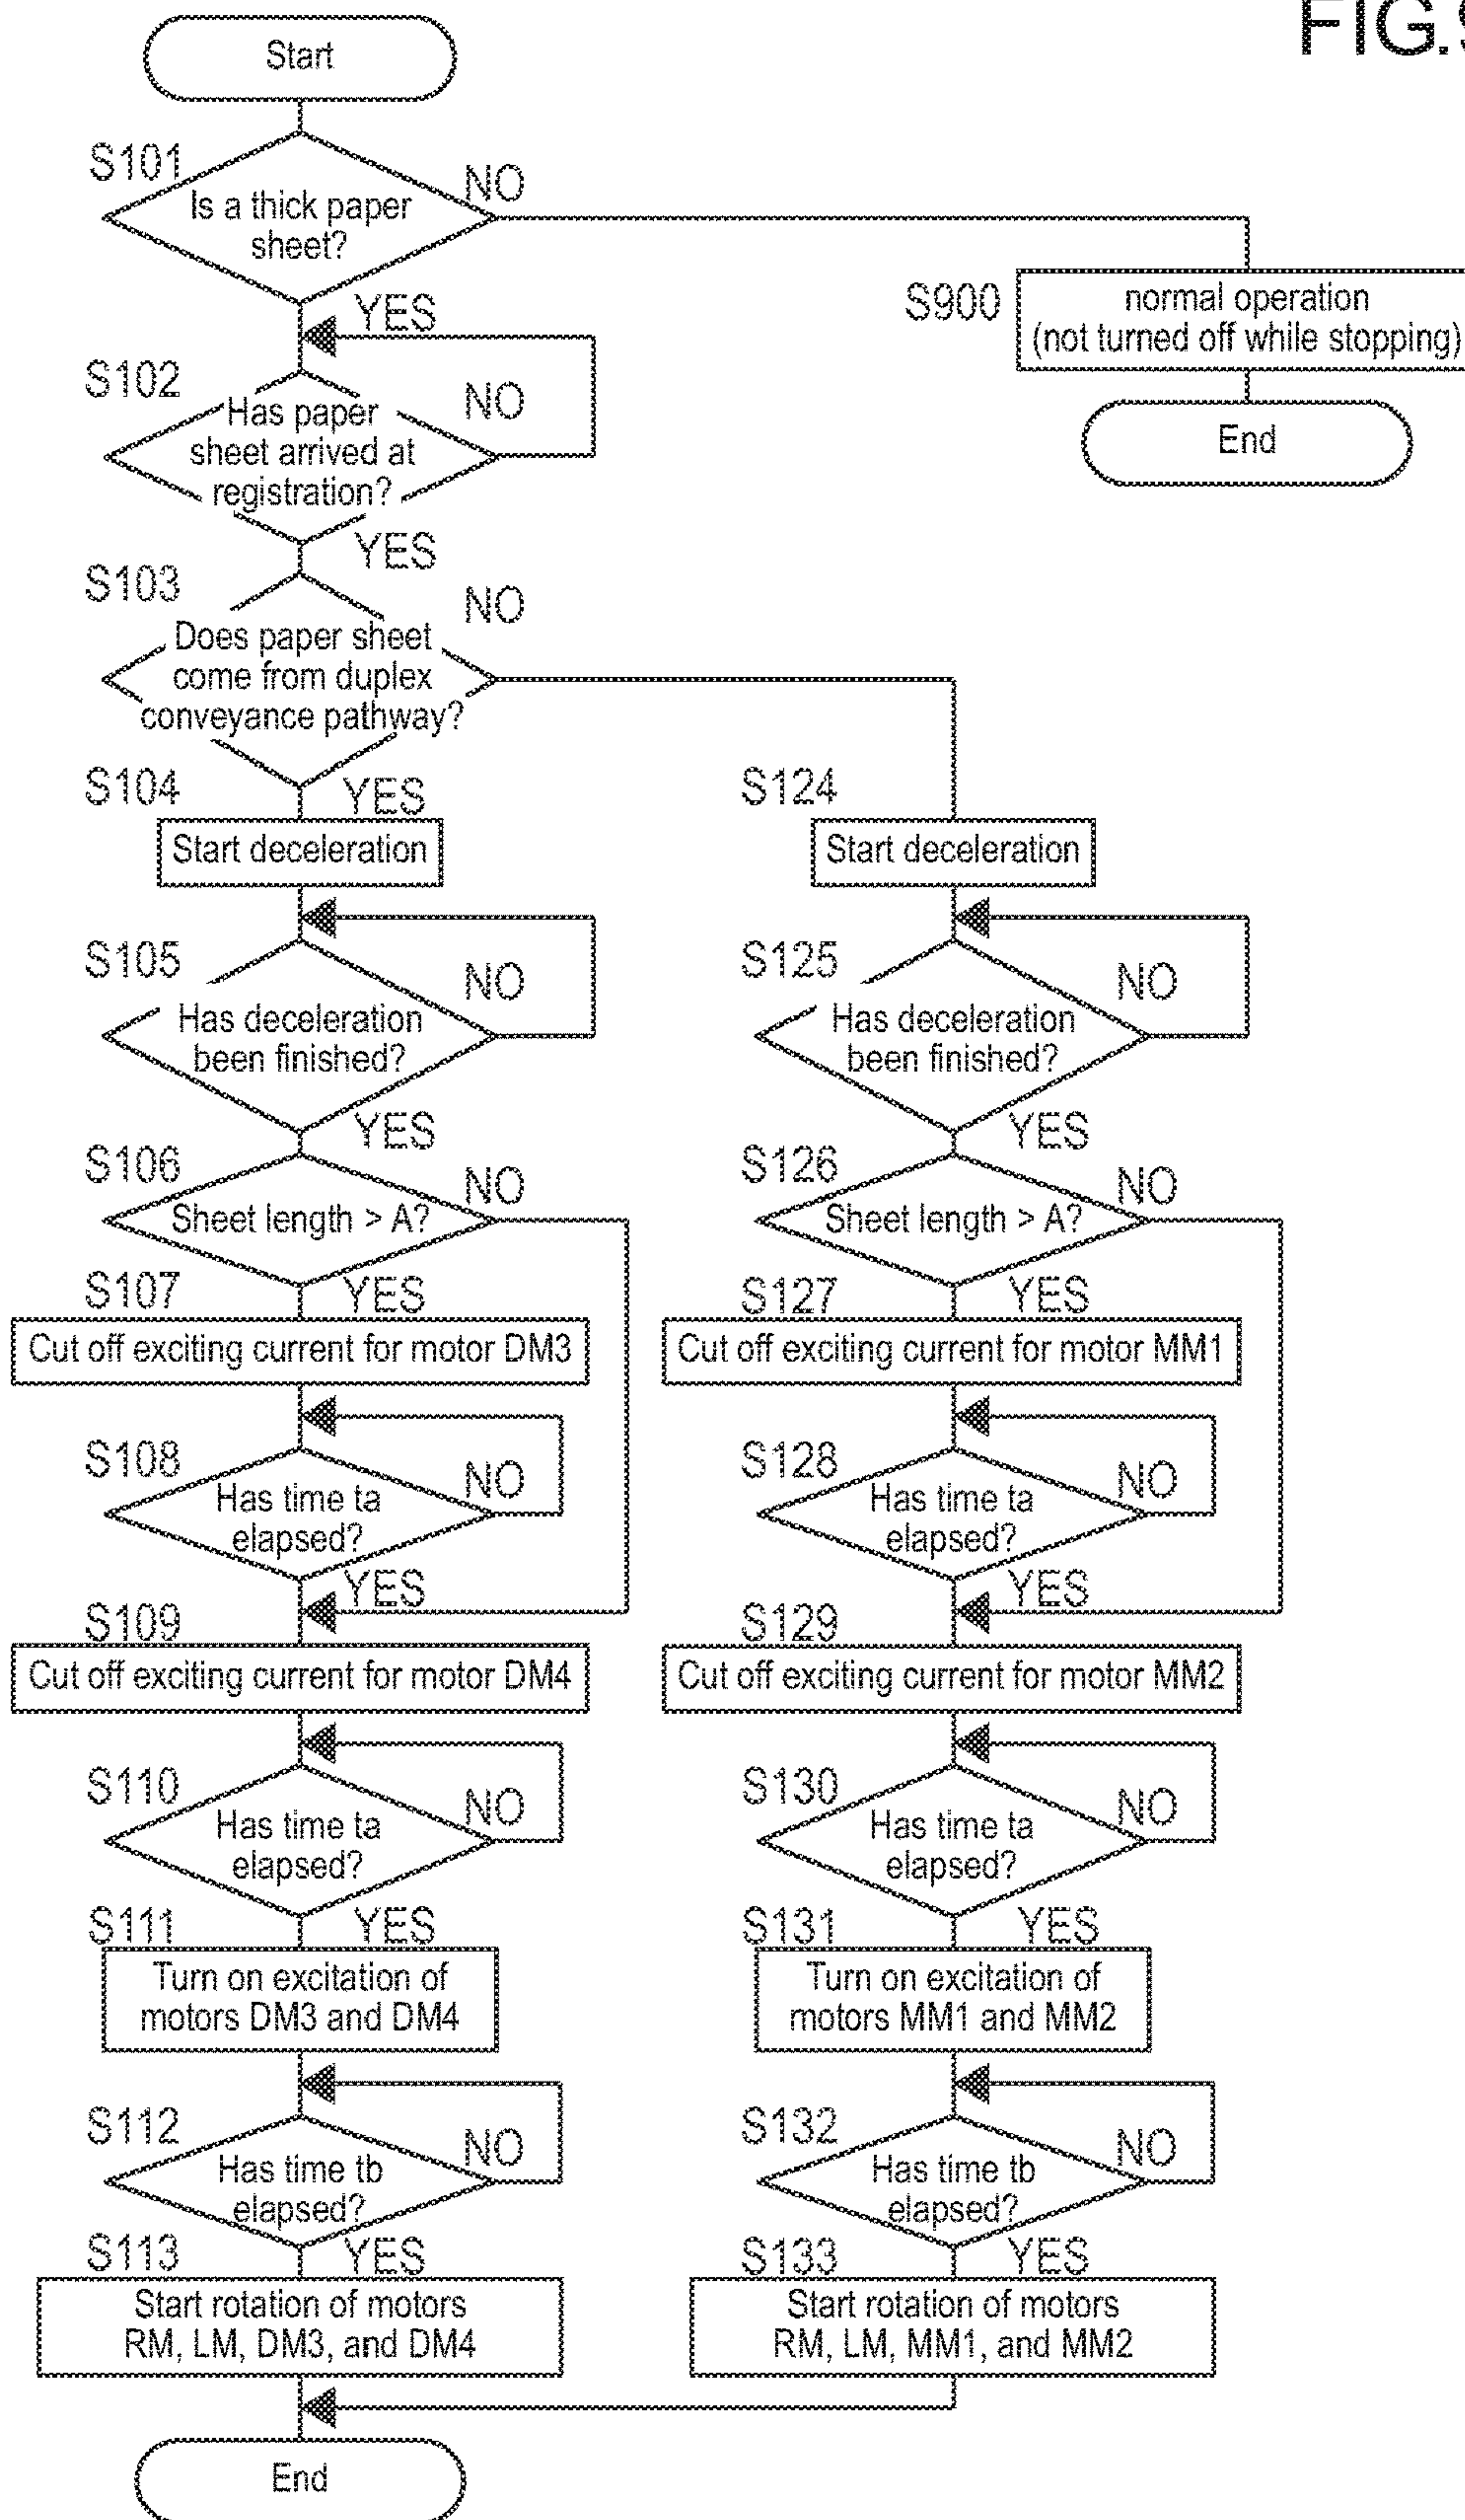 FIG.9
Start
S101
Is a thick paper
sheet?
NO
YES
S900
normal operation
(not turned off while stopping)
End
S102
Has paper
sheet arrived at
registration?
NO
YES
S103
Does paper sheet
come from duplex
conveyance pathway?
NO
YES
S104
Start deceleration
S105
Has deceleration
been finished?
NO
YES
S106
Sheet length > A?
NO
YES
S107
Cut off exciting current for motor DM3
S108
Has time ta
elapsed?
NO
YES
S109
Cut off exciting current for motor DM4
S110
Has time ta
elapsed?
NO
YES
S111
Turn on excitation of
motors DM3 and DM4
S112
Has time tb
elapsed?
NO
YES
S113
Start rotation of motors
RM, LM, DM3, and DM4
S124
Start deceleration
S125
Has deceleration
been finished?
NO
YES
S126
Sheet length > A?
NO
YES
S127
Cut off exciting current for motor MM1
S128
Has time ta
elapsed?
NO
YES
S129
Cut off exciting current for motor MM2
S130
Has time ta
elapsed?
NO
YES
S131
Turn on excitation of
motors MM1 and MM2
S132
Has time tb
elapsed?
NO
YES
S133
Start rotation of motors
RM, LM, MM1, and MM2
End